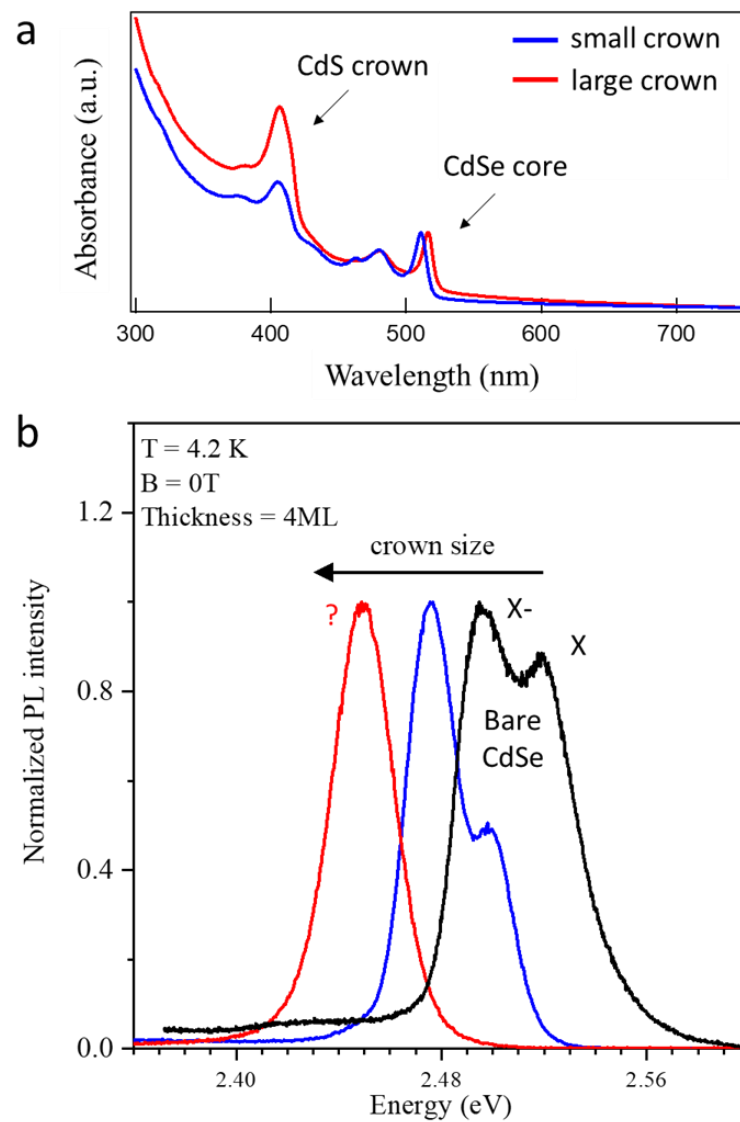 a
small crown
large crown
CdS crown
CdSe core
Absorbance (a.u.)
300
400
500
600
700
Wavelength (nm)
b
T = 4.2 K
B = 0T
Thickness = 4ML
1.2
crown size
?
X-
X
Bare
CdSe
0.8
0.4
0.0
Normalized PL intensity
2.40
2.48
2.56
Energy (eV)